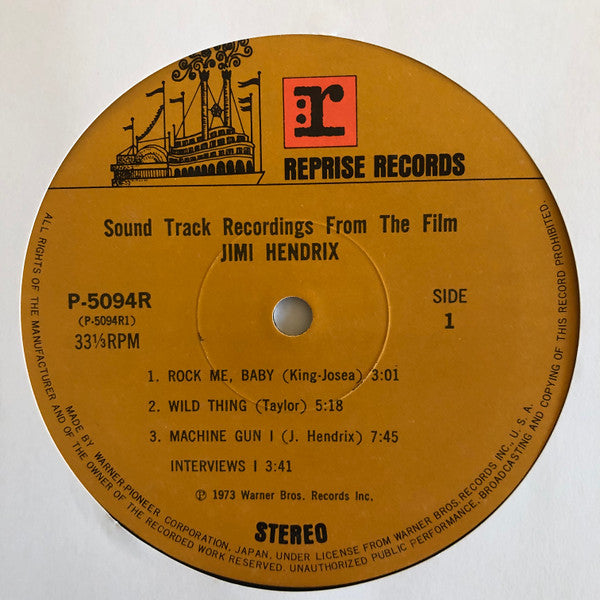 r
REPRISE RECORDS
Sound Track Recordings From The Film
JIMI HENDRIX
P-5094R
(P-5094R1)
33⅓RPM
SIDE
1
1. ROCK ME, BABY (King-Josea) 3:01
2. WILD THING (Taylor) 5:18
3. MACHINE GUN I (J. Hendrix) 7:45
INTERVIEWS I 3:41
℗ 1973 Warner Bros. Records Inc.
STEREO
MADE BY WARNER-PIONEER CORPORATION, JAPAN, UNDER LICENSE FROM WARNER BROS. RECORDS INC., U. S. A.
ALL RIGHTS OF THE MANUFACTURER AND OF THE OWNER OF THE RECORDED WORK RESERVED. UNAUTHORIZED PUBLIC PERFORMANCE, BROADCASTING AND COPYING OF THIS RECORD PROHIBITED.